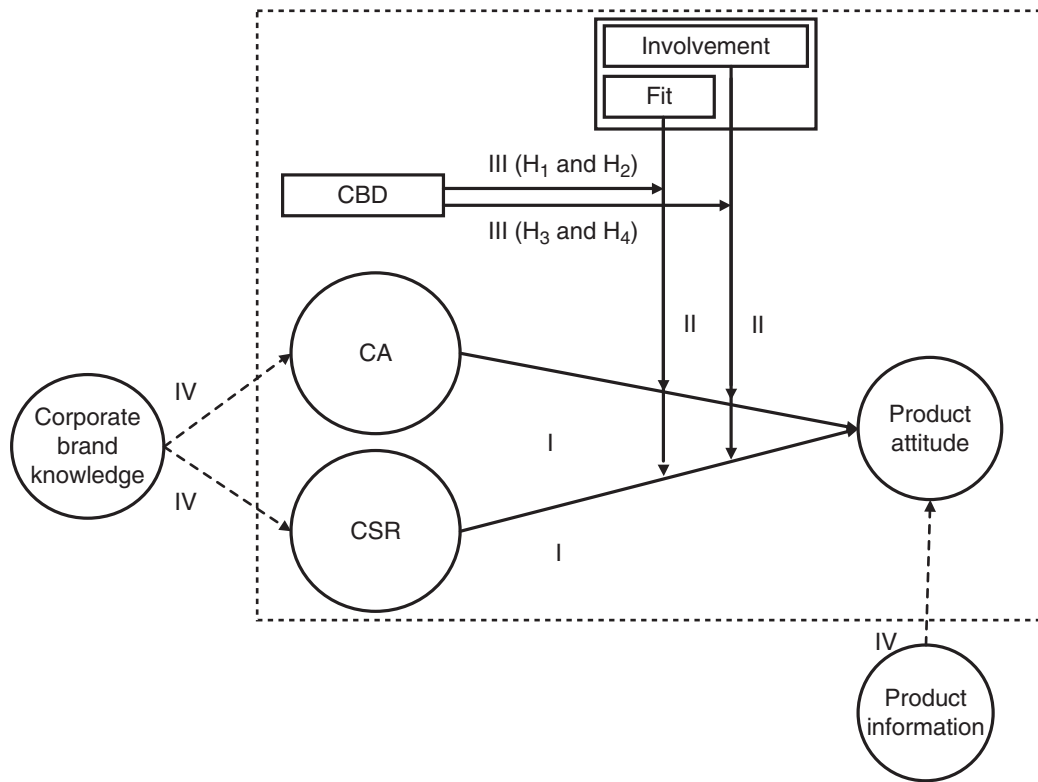 Involvement
Fit
III (H₁ and H₂)
CBD
III (H₃ and H₄)
II
II
CA
IV
Corporate
brand
knowledge
Product
attitude
I
IV
CSR
I
IV
Product
information